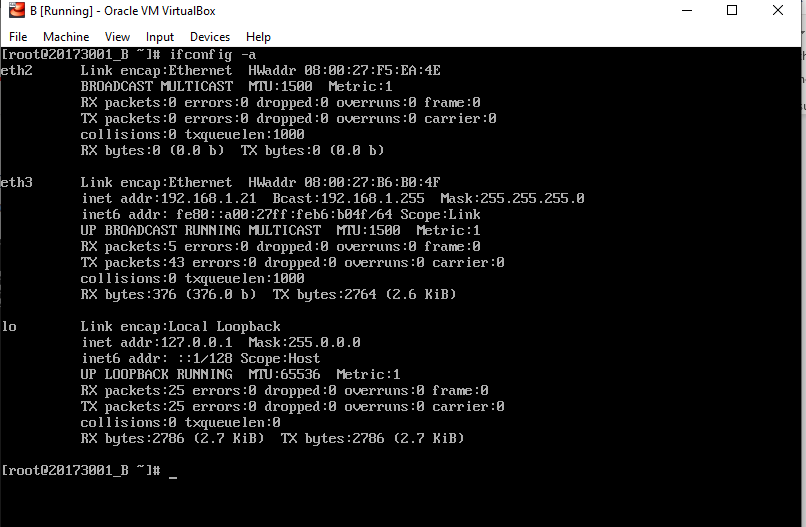 B [Running] - Oracle VM VirtualBox
File Machine View Input Devices Help
[root@20173001_B ~]# ifconfig -a
eth2 Link encap:Ethernet HWaddr 08:00:27:F5:EA:4E
BROADCAST MULTICAST MTU:1500 Metric:1
RX packets:0 errors:0 dropped:0 overruns:0 frame:0
TX packets:0 errors:0 dropped:0 overruns:0 carrier:0
collisions:0 txqueuelen:1000
RX bytes:0 (0.0 b) TX bytes:0 (0.0 b)
eth3 Link encap:Ethernet HWaddr 08:00:27:B6:B0:4F
inet addr:192.168.1.21 Bcast:192.168.1.255 Mask:255.255.255.0
inet6 addr: fe80::a00:27ff:feb6:b04f/64 Scope:Link
UP BROADCAST RUNNING MULTICAST MTU:1500 Metric:1
RX packets:5 errors:0 dropped:0 overruns:0 frame:0
TX packets:43 errors:0 dropped:0 overruns:0 carrier:0
collisions:0 txqueuelen:1000
RX bytes:376 (376.0 b) TX bytes:2764 (2.6 KiB)
lo Link encap:Local Loopback
inet addr:127.0.0.1 Mask:255.0.0.0
inet6 addr: ::1/128 Scope:Host
UP LOOPBACK RUNNING MTU:65536 Metric:1
RX packets:25 errors:0 dropped:0 overruns:0 frame:0
TX packets:25 errors:0 dropped:0 overruns:0 carrier:0
collisions:0 txqueuelen:0
RX bytes:2786 (2.7 KiB) TX bytes:2786 (2.7 KiB)
[root@20173001_B ~]# _